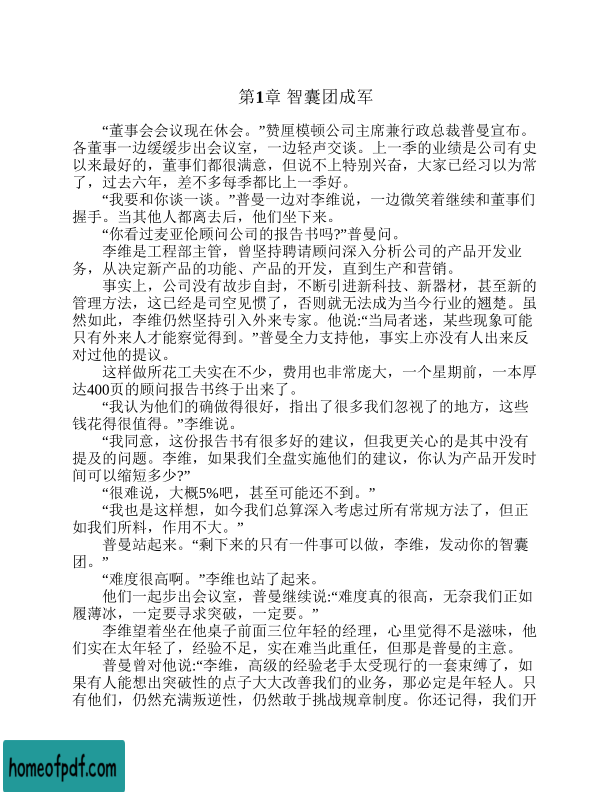 第1章 智囊团成军
“董事会会议现在休会。”赞厘模顿公司主席兼行政总裁普曼宣布。
各董事一边缓缓步出会议室，一边轻声交谈。上一季的业绩是公司有史
以来最好的，董事们都很满意，但说不上特别兴奋，大家已经习以为常
了，过去六年，差不多每季都比上一季好。
“我要和你谈一谈。”普曼一边对李维说，一边微笑着继续和董事们
握手。当其他人都离去后，他们坐下来。
“你看过麦亚伦顾问公司的报告书吗?”普曼问。
李维是工程部主管，曾坚持聘请顾问深入分析公司的产品开发业
务，从决定新产品的功能、产品的开发，直到生产和营销。
事实上，公司没有故步自封，不断引进新科技、新器材，甚至新的
管理方法，这已经是司空见惯了，否则就无法成为当今行业的翘楚。虽
然如此，李维仍然坚持引入外来专家。他说:“当局者迷，某些现象可能
只有外来人才能察觉得到。”普曼全力支持他，事实上亦没有人出来反
对过他的提议。
这样做所花工夫实在不少，费用也非常庞大，一个星期前，一本厚
达400页的顾问报告书终于出来了。
“我认为他们的确做得很好，指出了很多我们忽视了的地方，这些
钱花得很值得。”李维说。
“我同意，这份报告书有很多好的建议，但我更关心的是其中没有
提及的问题。李维，如果我们全盘实施他们的建议，你认为产品开发时
间可以缩短多少?”
“很难说，大概5%吧，甚至可能还不到。”
“我也是这样想，如今我们总算深入考虑过所有常规方法了，但正
如我们所料，作用不大。”
普曼站起来。“剩下来的只有一件事可以做，李维，发动你的智囊
团。”
“难度很高啊。”李维也站了起来。
他们一起步出会议室，普曼继续说:“难度真的很高，无奈我们正如
履薄冰，一定要寻求突破，一定要。”
李维望着坐在他桌子前面三位年轻的经理，心里觉得不是滋味，他
们实在太年轻了，经验不足，实在难当此重任，但那是普曼的主意。
普曼曾对他说:“李维，高级的经验老手太受现行的一套束缚了，如
果有人能想出突破性的点子大大改善我们的业务，那必定是年轻人。只
有他们，仍然充满叛逆性，仍然敢于挑战规章制度。你还记得，我们开
homeofpdf.com